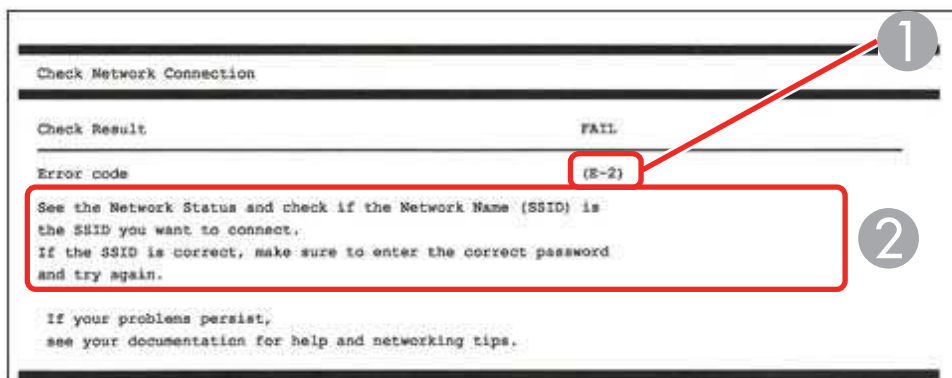 1
Check Network Connection
Check Result FAIL
Error code (E-2)
See the Network Status and check if the Network Name (SSID) is
the SSID you want to connect.
If the SSID is correct, make sure to enter the correct password
and try again.
2
If your problems persist,
see your documentation for help and networking tips.